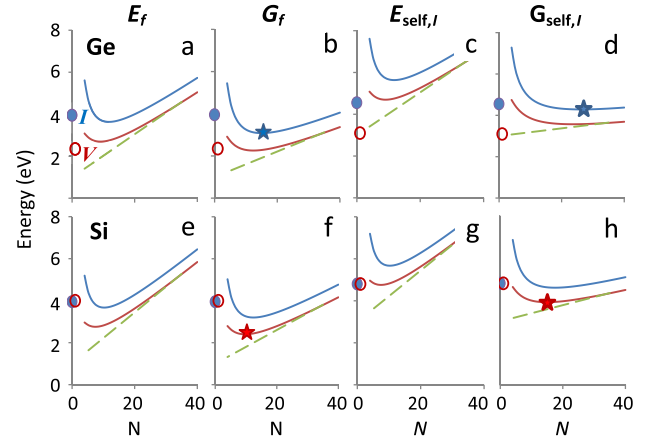 E_f G_f E_self,I G_self,I
8 Ge a b c d
6
4 I
2 V
Energy (eV)
8 Si e f g h
6
4
2
0
0 20 40 0 20 40 0 20 40 0 20 40
N N N N